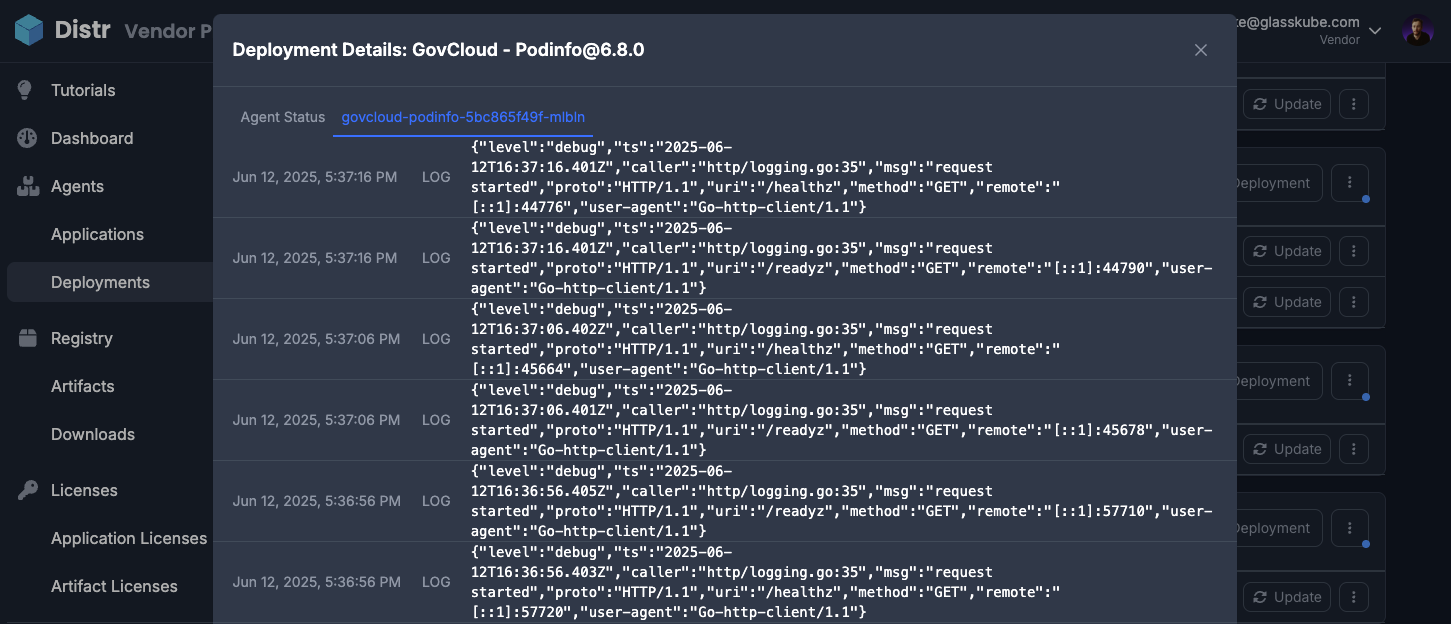 Distr Vendor P
Tutorials
Dashboard
Agents
Applications
Deployments
Registry
Artifacts
Downloads
Licenses
Application Licenses
Artifact Licenses
Deployment Details: GovCloud - Podinfo@6.8.0
Agent Status govcloud-podinfo-5bc865f49f-mlbln
Jun 12, 2025, 5:37:16 PM LOG
{"level":"debug","ts":"2025-06-
12T16:37:16.401Z","caller":"http/logging.go:35","msg":"request
started","proto":"HTTP/1.1","uri":"/healthz","method":"GET","remote":"
[::1]:44776","user-agent":"Go-http-client/1.1"}
Jun 12, 2025, 5:37:16 PM LOG
{"level":"debug","ts":"2025-06-
12T16:37:16.401Z","caller":"http/logging.go:35","msg":"request
started","proto":"HTTP/1.1","uri":"/readyz","method":"GET","remote":"[::1]:44790","user-
agent":"Go-http-client/1.1"}
Jun 12, 2025, 5:37:06 PM LOG
{"level":"debug","ts":"2025-06-
12T16:37:06.402Z","caller":"http/logging.go:35","msg":"request
started","proto":"HTTP/1.1","uri":"/healthz","method":"GET","remote":"
[::1]:45664","user-agent":"Go-http-client/1.1"}
Jun 12, 2025, 5:37:06 PM LOG
{"level":"debug","ts":"2025-06-
12T16:37:06.401Z","caller":"http/logging.go:35","msg":"request
started","proto":"HTTP/1.1","uri":"/readyz","method":"GET","remote":"[::1]:45678","user-
agent":"Go-http-client/1.1"}
Jun 12, 2025, 5:36:56 PM LOG
{"level":"debug","ts":"2025-06-
12T16:36:56.405Z","caller":"http/logging.go:35","msg":"request
started","proto":"HTTP/1.1","uri":"/readyz","method":"GET","remote":"[::1]:57710","user-
agent":"Go-http-client/1.1"}
Jun 12, 2025, 5:36:56 PM LOG
{"level":"debug","ts":"2025-06-
12T16:36:56.403Z","caller":"http/logging.go:35","msg":"request
started","proto":"HTTP/1.1","uri":"/healthz","method":"GET","remote":"
[::1]:57720","user-agent":"Go-http-client/1.1"}
e@glasskube.com
Vendor
Update
Deployment
Update
Update
Deployment
Update
Deployment
Update